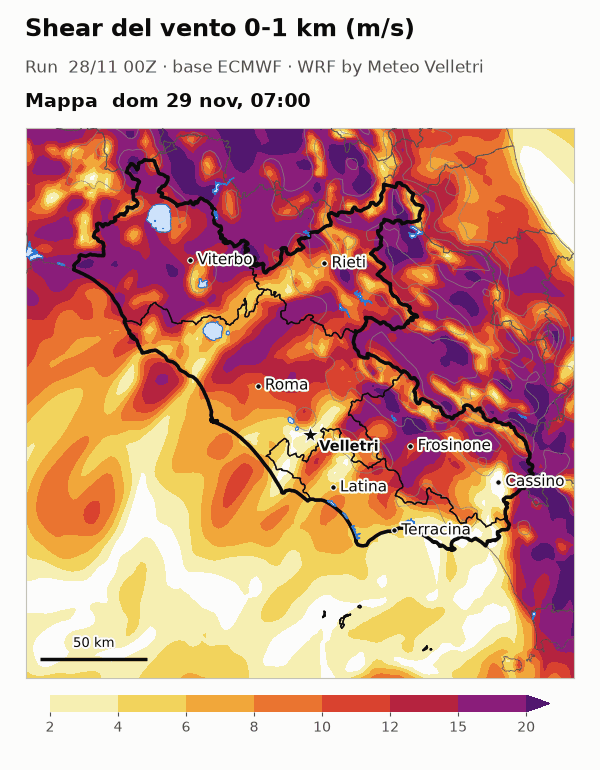 Shear del vento 0-1 km (m/s)
Run  28/11 00Z · base ECMWF · WRF by Meteo Velletri
Mappa  dom 29 nov, 07:00
Viterbo
Rieti
Roma
Velletri
Frosinone
Cassino
Latina
Terracina
50 km
2 4 6 8 10 12 15 20